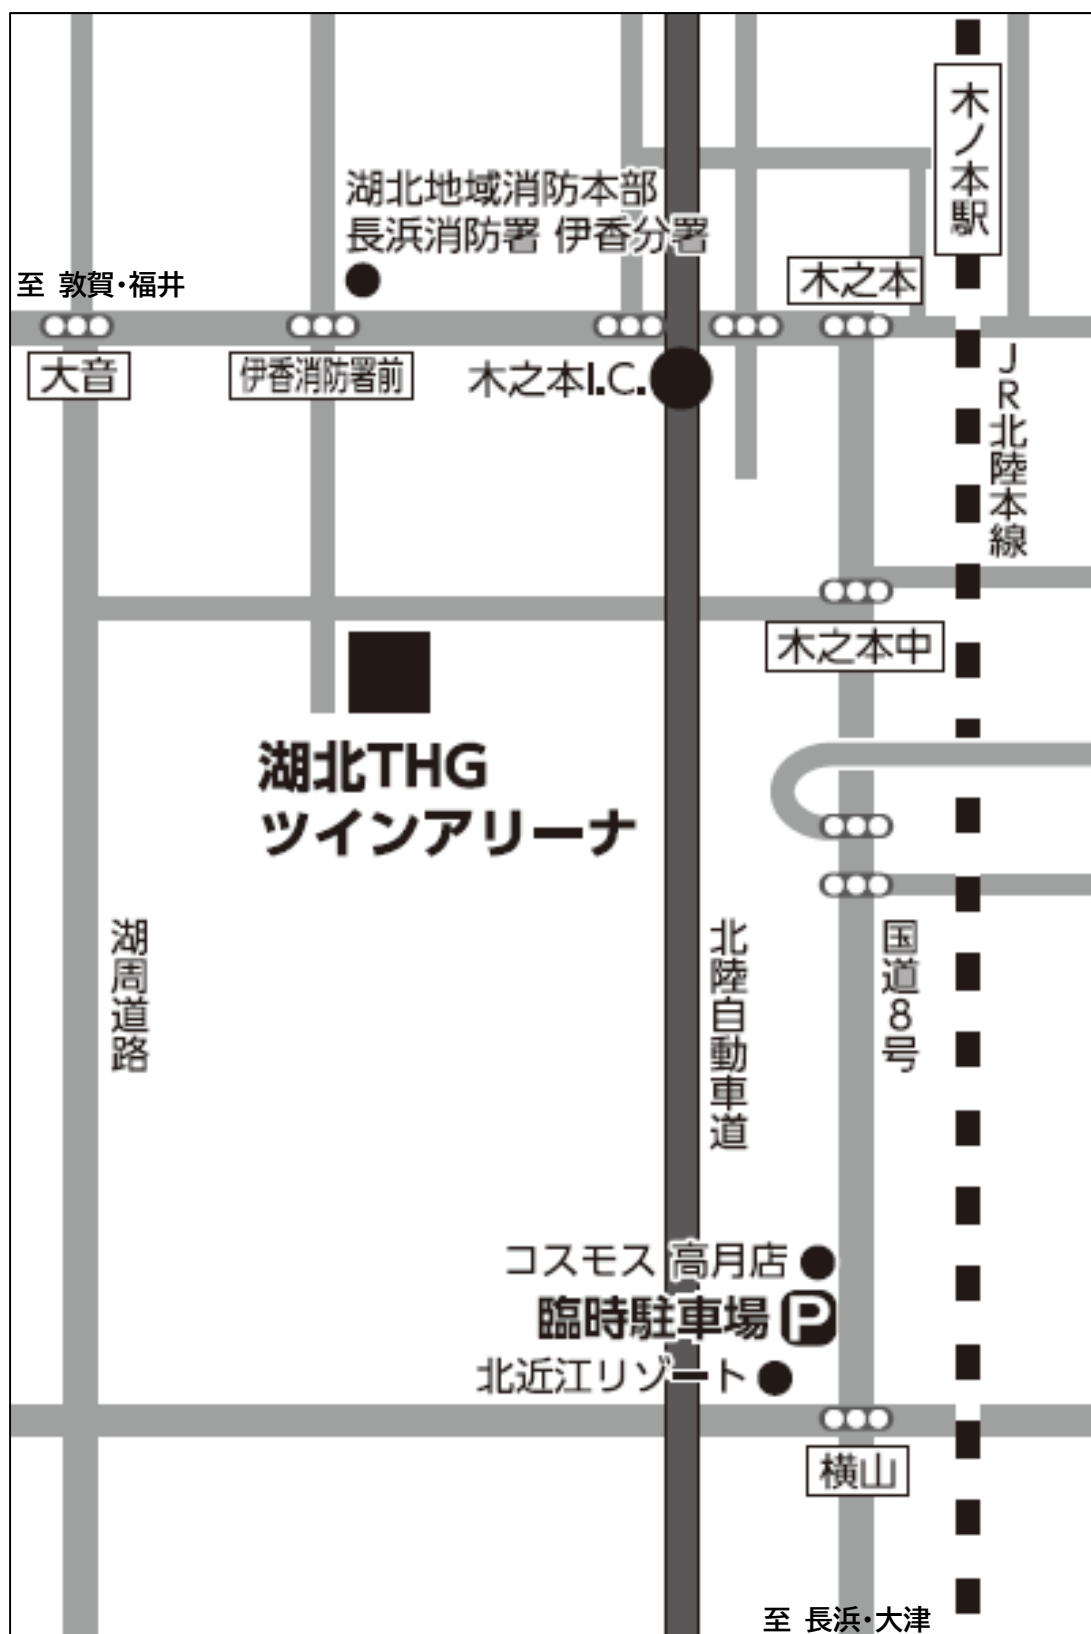 木ノ本駅
湖北地域消防本部
長浜消防署 伊香分署
至 敦賀・福井
木之本
大音
伊香消防署前
木之本I.C.
JR北陸本線
木之本中
湖北THG
ツインアリーナ
湖周道路
北陸自動車道
国道8号
コスモス 高月店
臨時駐車場 P
北近江リゾート
横山
至 長浜・大津